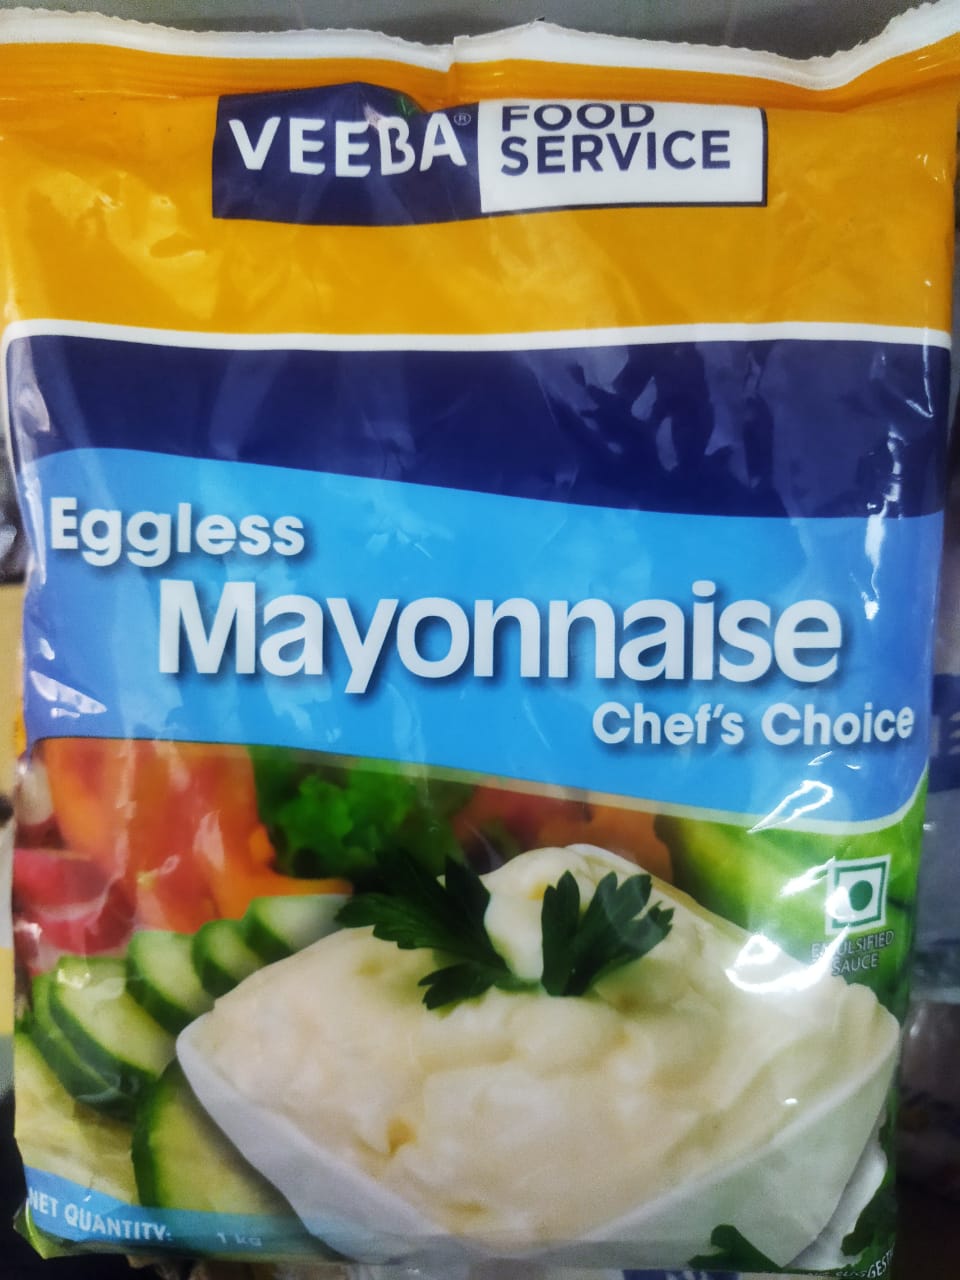 VEEBA® FOOD
SERVICE
Eggless
Mayonnaise
Chef's Choice
EMULSIFIED
SAUCE
NET QUANTITY: 1 kg